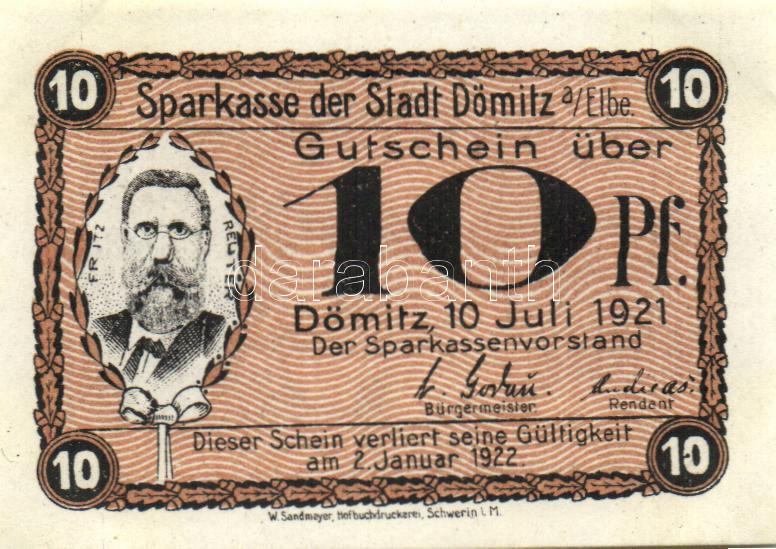 10 10
Sparkasse der Stadt Dömitz a/Elbe.
Gutschein über
10 Pf.
FRITZ REUTER
darabanth
Dömitz, 10 Juli 1921
Der Sparkassenvorstand
Bürgermeister. Rendant
Dieser Schein verliert seine Gültigkeit
am 2. Januar 1922.
10 10
W. Sandmeyer, Hofbuchdruckerei, Schwerin i. M.